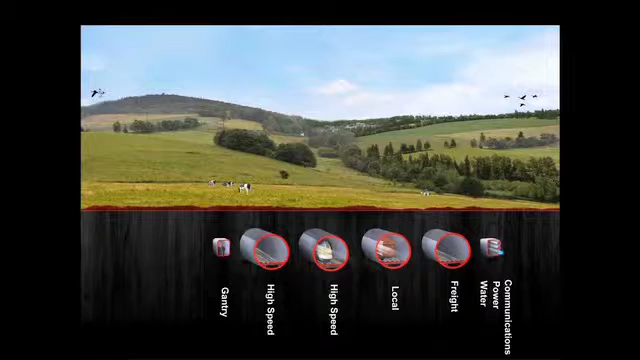 Gantry
High Speed
High Speed
Local
Freight
Communications
Power
Water